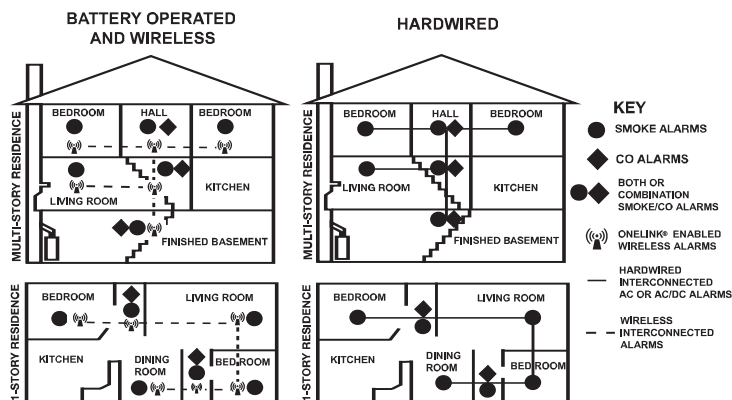 BATTERY OPERATED
AND WIRELESS
HARDWIRED
MULTI-STORY RESIDENCE
BEDROOM
HALL
BEDROOM
LIVING ROOM
KITCHEN
FINISHED BASEMENT
MULTI-STORY RESIDENCE
BEDROOM
HALL
BEDROOM
LIVING ROOM
KITCHEN
FINISHED BASEMENT
KEY
SMOKE ALARMS
CO ALARMS
BOTH OR
COMBINATION
SMOKE/CO ALARMS
ONELINK® ENABLED
WIRELESS ALARMS
HARDWIRED
INTERCONNECTED
AC OR AC/DC ALARMS
WIRELESS
INTERCONNECTED
ALARMS
1-STORY RESIDENCE
BEDROOM
LIVING ROOM
KITCHEN
DINING
ROOM
BEDROOM
1-STORY RESIDENCE
BEDROOM
LIVING ROOM
KITCHEN
DINING
ROOM
BEDROOM